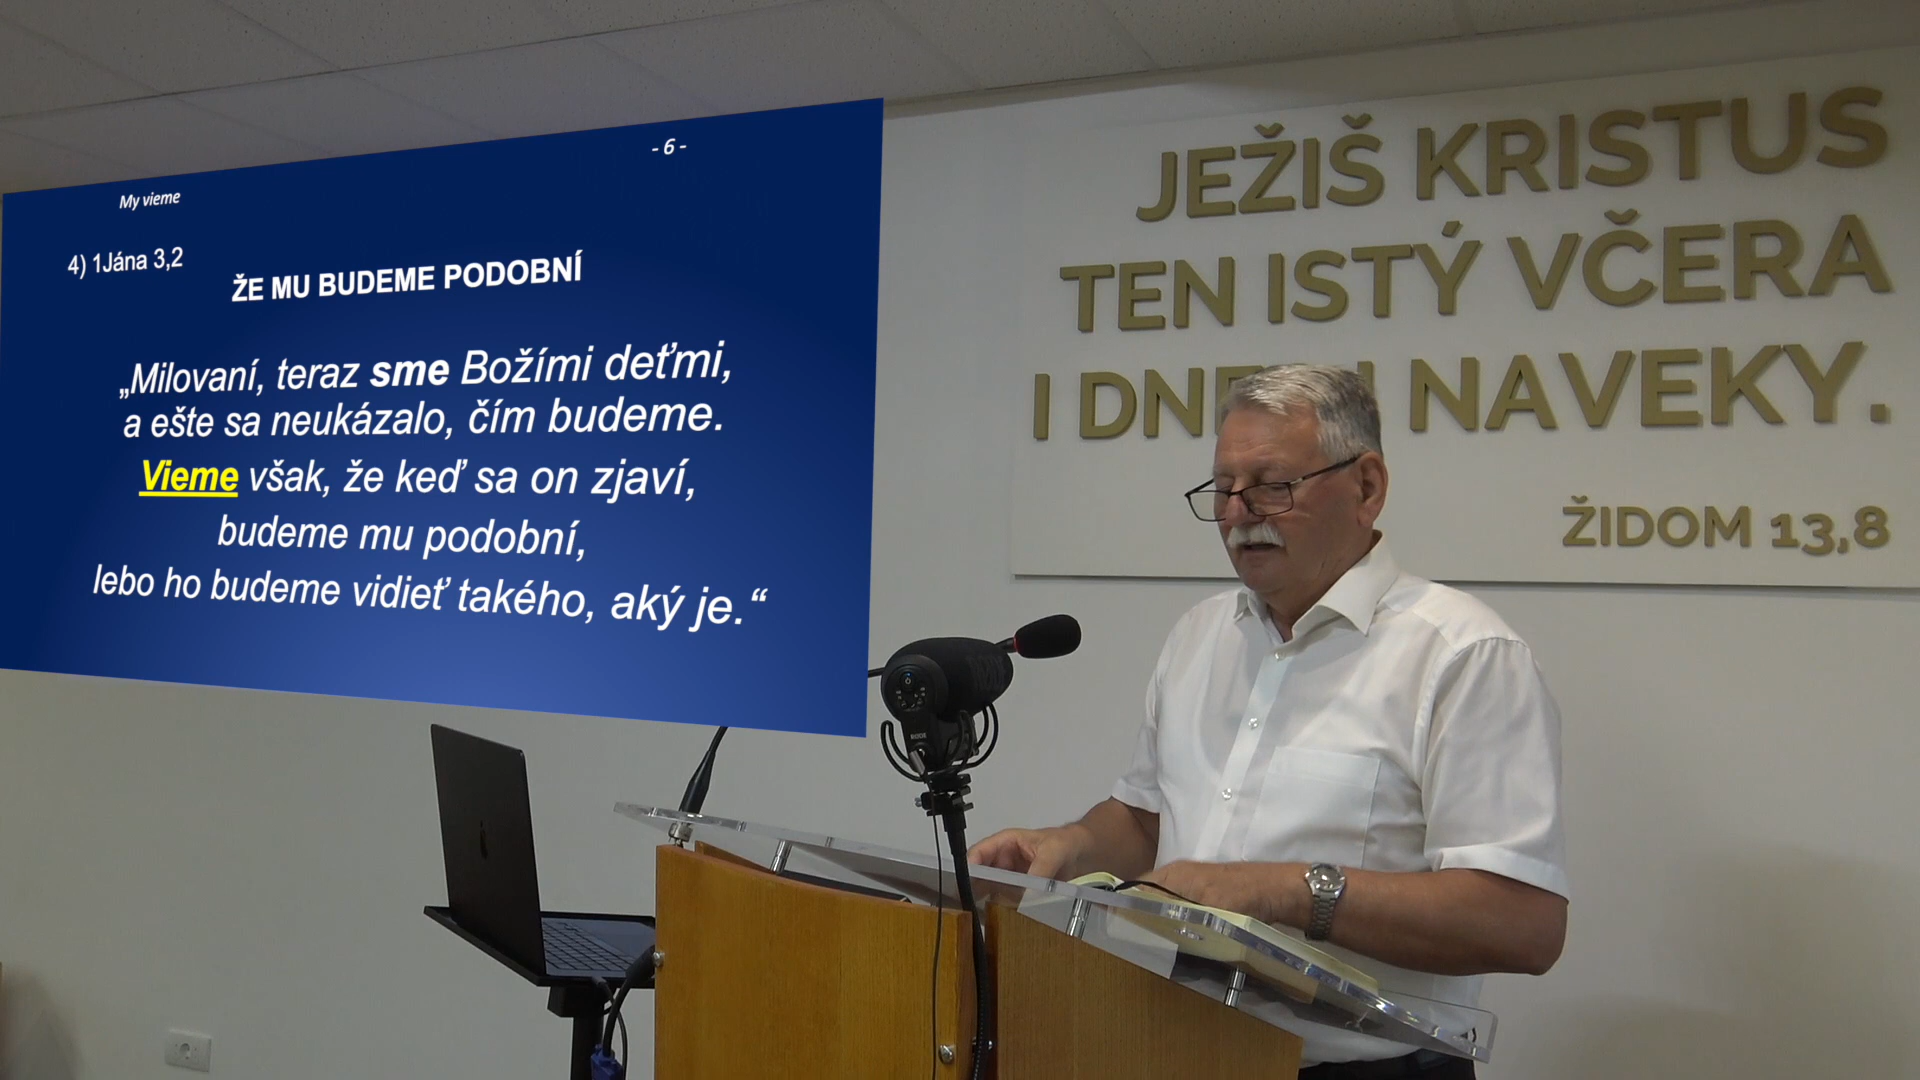 - 6 -
My vieme
4) 1Jána 3,2
ŽE MU BUDEME PODOBNÍ
„Milovaní, teraz sme Božími deťmi,
a ešte sa neukázalo, čím budeme.
Vieme však, že keď sa on zjaví,
budeme mu podobní,
lebo ho budeme vidieť takého, aký je.“
JEŽIŠ KRISTUS
TEN ISTÝ VČERA
I DNES I NAVEKY.
ŽIDOM 13,8
RODE